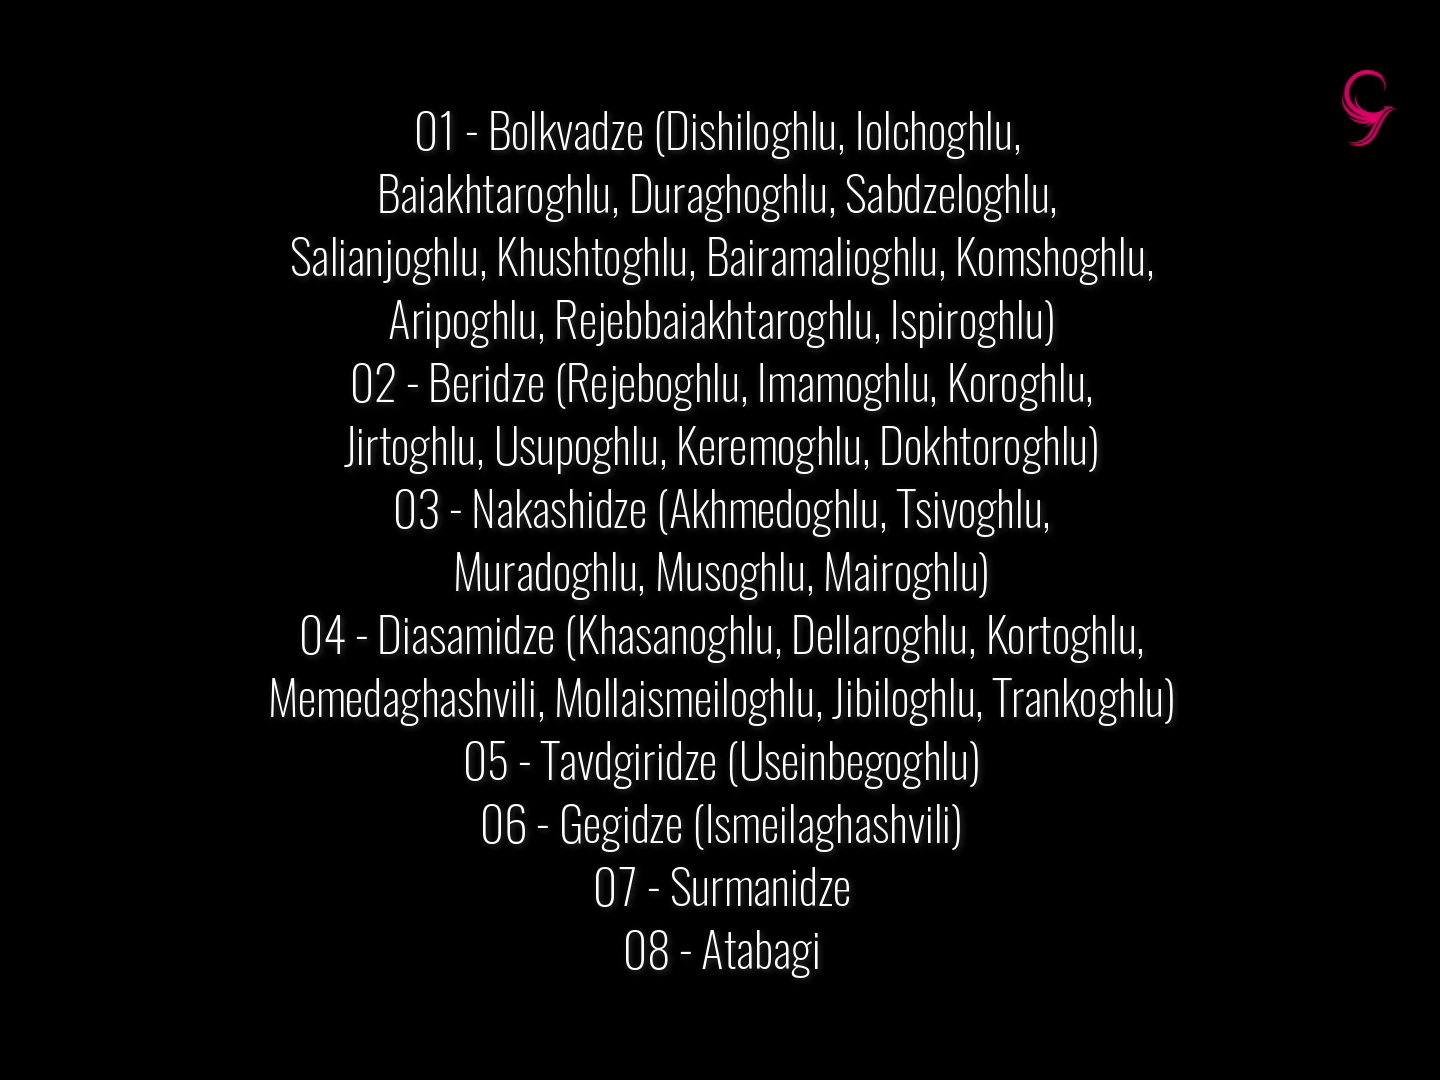 01 - Bolkvadze (Dishiloghlu, Iolchoghlu,
Baiakhtaroghlu, Duraghoghlu, Sabdzeloghlu,
Salianjoghlu, Khushtoghlu, Bairamalioghlu, Komshoghlu,
Aripoghlu, Rejebbaiakhtaroghlu, Ispiroghlu)
02 - Beridze (Rejeboghlu, Imamoghlu, Koroghlu,
Jirtoghlu, Usupoghlu, Keremoghlu, Dokhtoroghlu)
03 - Nakashidze (Akhmedoghlu, Tsivoghlu,
Muradoghlu, Musoghlu, Mairoghlu)
04 - Diasamidze (Khasanoghlu, Dellaroghlu, Kortoghlu,
Memedaghashvili, Mollaismeiloghlu, Jibiloghlu, Trankoghlu)
05 - Tavdgiridze (Useinbegoghlu)
06 - Gegidze (Ismeilaghashvili)
07 - Surmanidze
08 - Atabagi